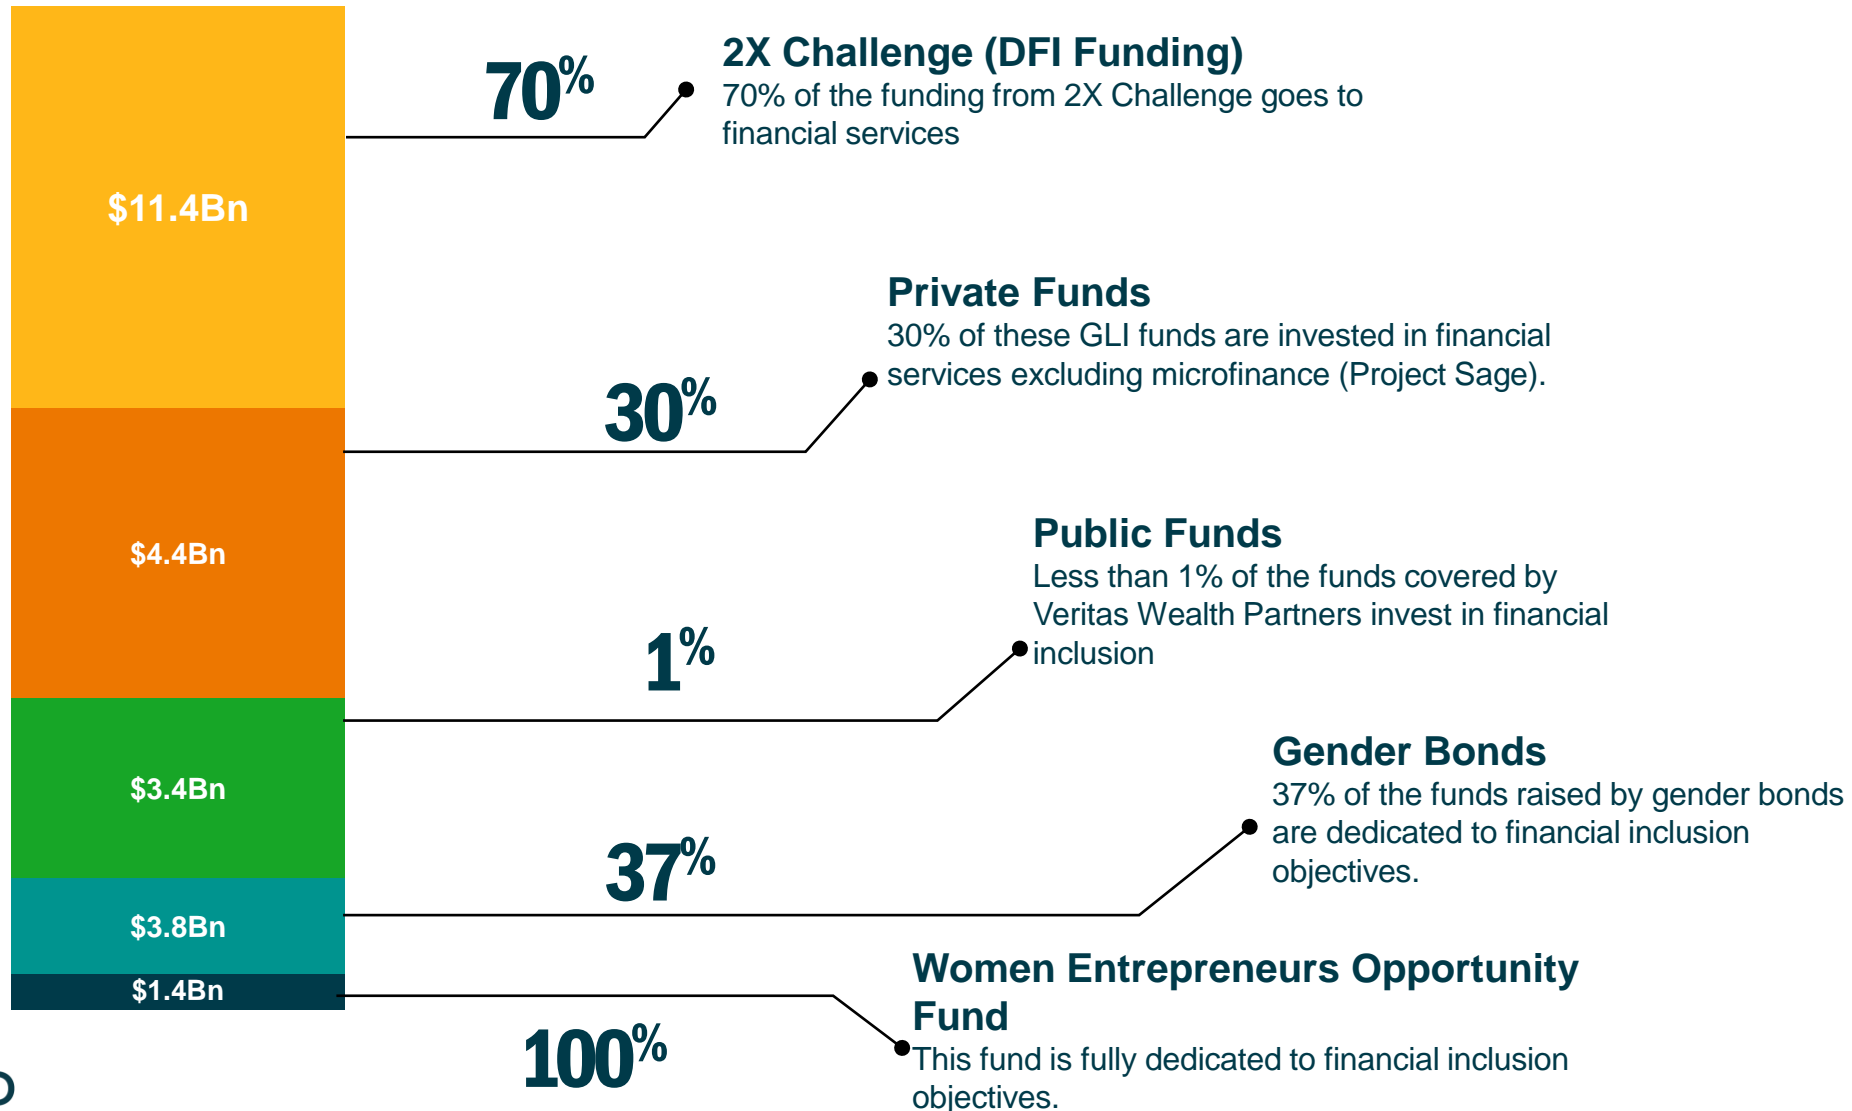 70%
2X Challenge (DFI Funding)
70% of the funding from 2X Challenge goes to
financial services
$11.4Bn
Private Funds
30% of these GLI funds are invested in financial
services excluding microfinance (Project Sage).
30%
$4.4Bn
Public Funds
Less than 1% of the funds covered by
Veritas Wealth Partners invest in financial
inclusion
1%
$3.4Bn
Gender Bonds
37% of the funds raised by gender bonds
are dedicated to financial inclusion
objectives.
37%
$3.8Bn
$1.4Bn
Women Entrepreneurs Opportunity
Fund
This fund is fully dedicated to financial inclusion
objectives.
100%